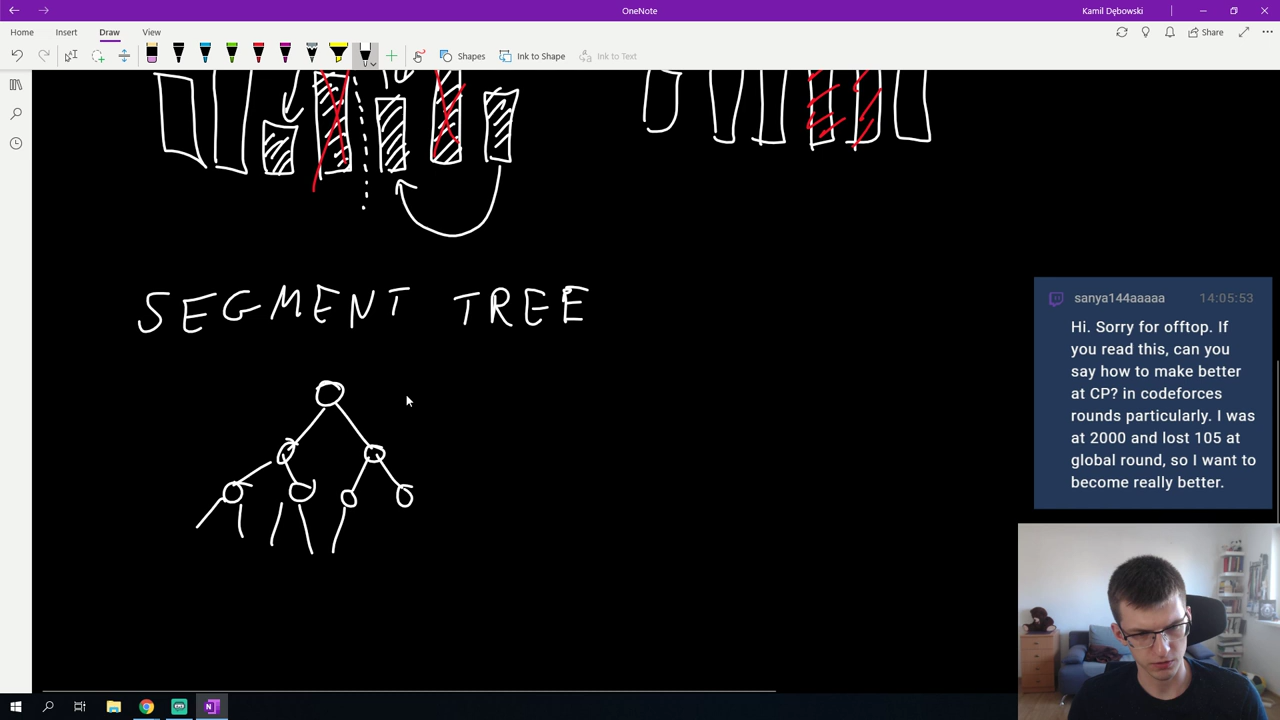 OneNote
Kamil Dębowski
Home
Insert
Draw
View
Share
Shapes
Ink to Shape
Ink to Text
SEGMENT TREE
sanya144aaaaa
14:05:53
Hi. Sorry for offtop. If
you read this, can you
say how to make better
at CP? in codeforces
rounds particularly. I was
at 2000 and lost 105 at
global round, so I want to
become really better.